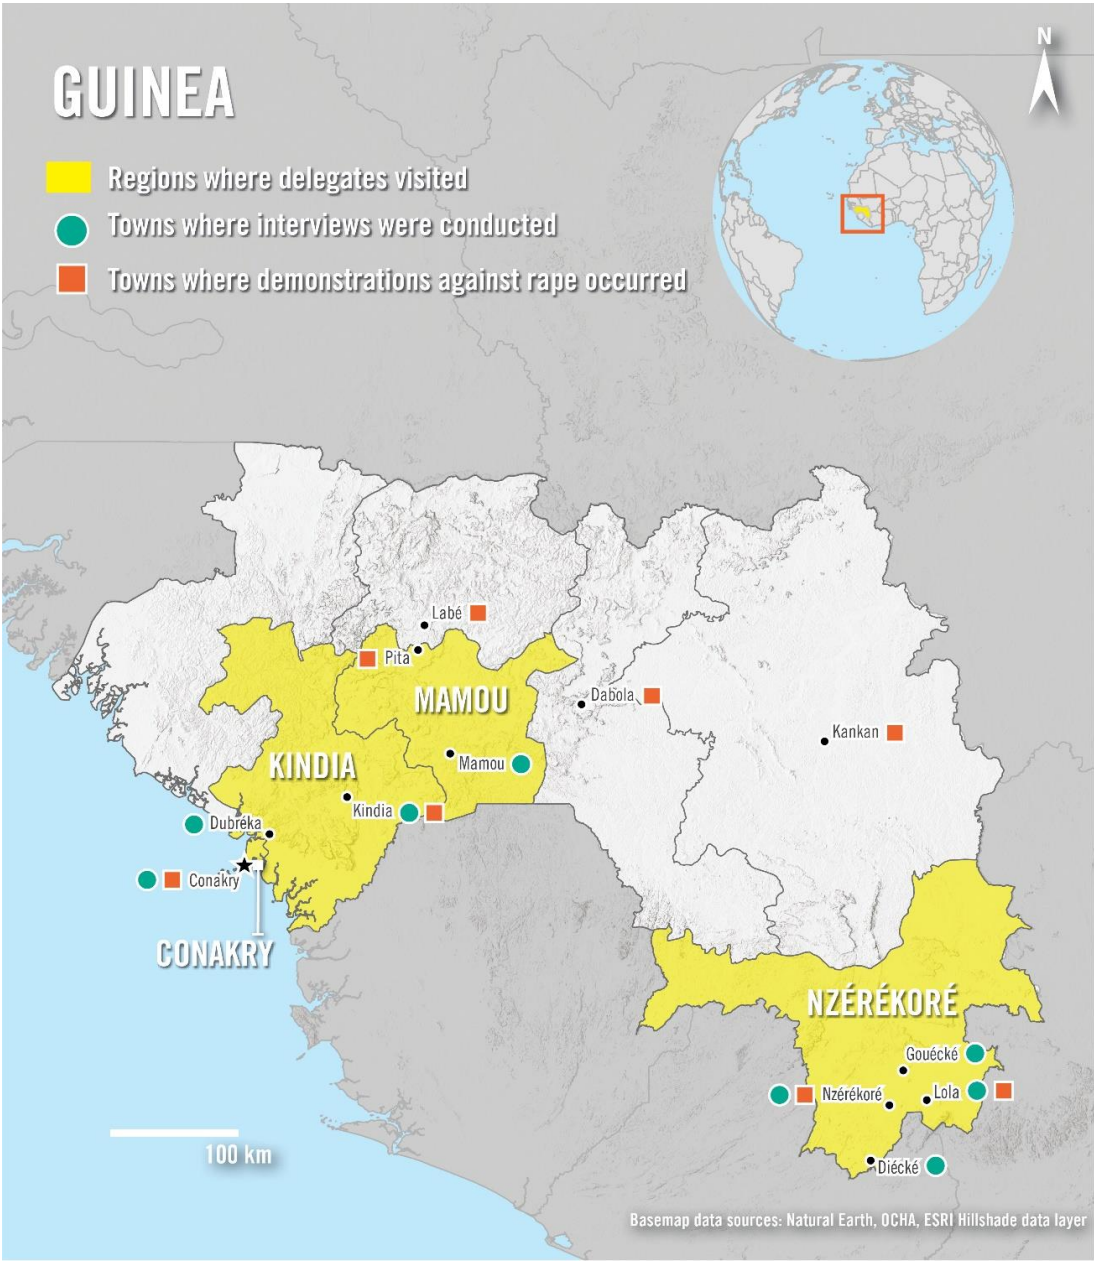 N
GUINEA
Regions where delegates visited
Towns where interviews were conducted
Towns where demonstrations against rape occurred
Labé
Pita
MAMOU
Dabola
Kankan
KINDIA
Mamou
Kindia
Dubréka
Conakry
CONAKRY
NZÉRÉKORÉ
Gouécké
Nzérékoré
Lola
Diécké
100 km
Basemap data sources: Natural Earth, OCHA, ESRI Hillshade data layer